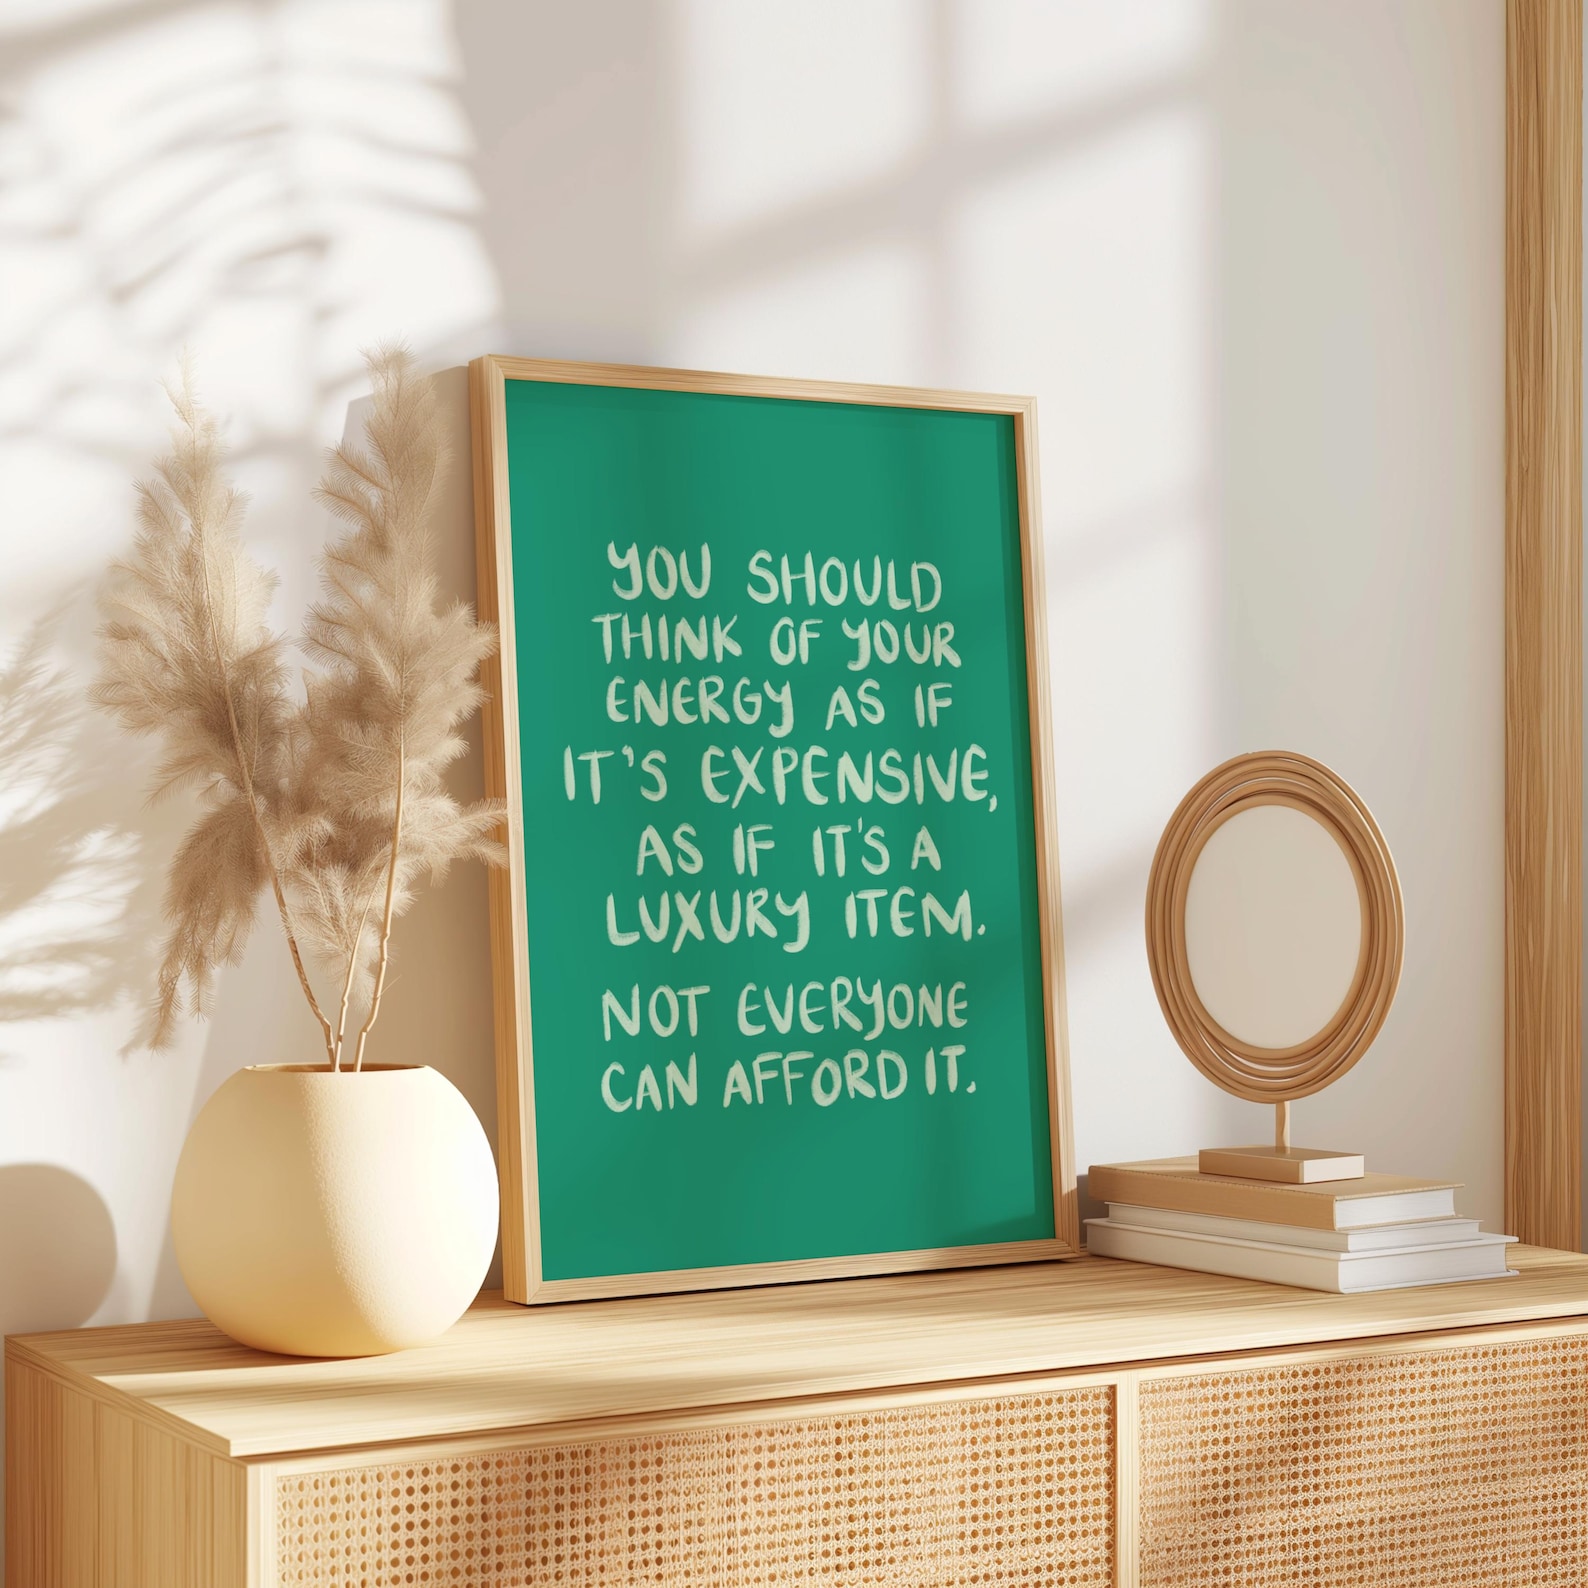 YOU SHOULD
THINK OF YOUR
ENERGY AS IF
IT'S EXPENSIVE,
AS IF IT'S A
LUXURY ITEM.
NOT EVERYONE
CAN AFFORD IT.